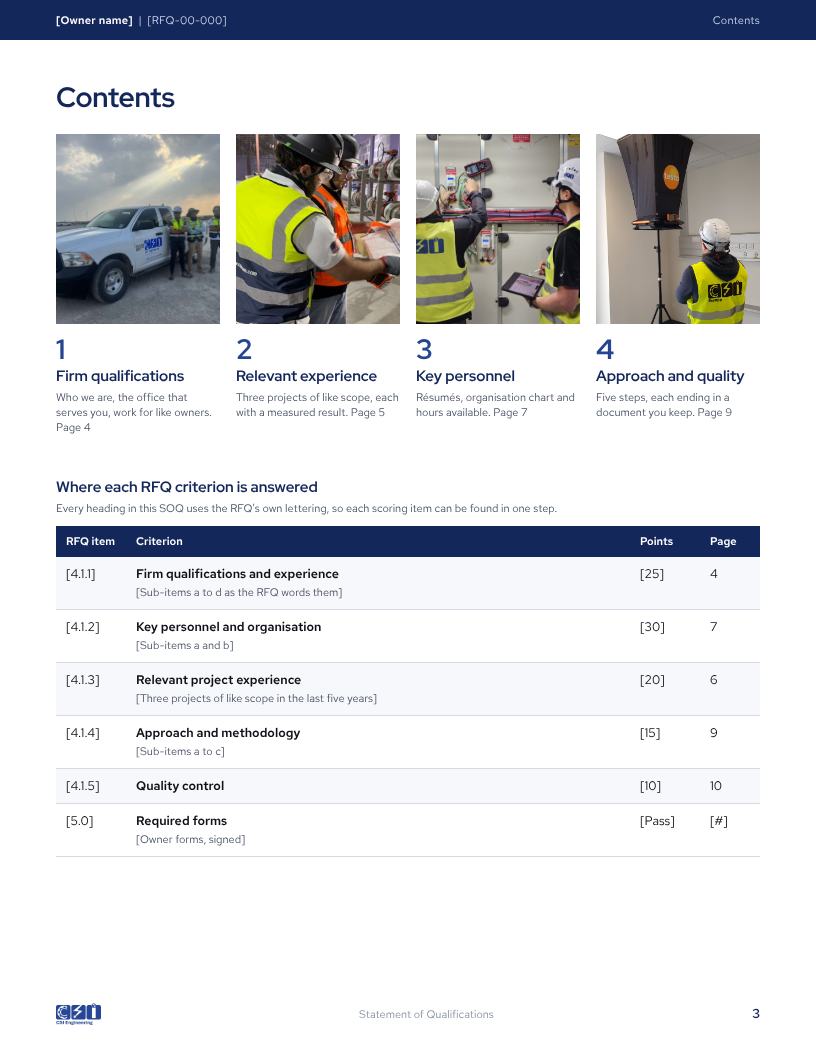 [Owner name] | [RFQ-00-000]
Contents
Contents
testo
CSI
CSI
1
Firm qualifications
Who we are, the office that
serves you, work for like owners.
Page 4
2
Relevant experience
Three projects of like scope, each
with a measured result. Page 5
3
Key personnel
Résumés, organisation chart and
hours available. Page 7
4
Approach and quality
Five steps, each ending in a
document you keep. Page 9
Where each RFQ criterion is answered
Every heading in this SOQ uses the RFQ's own lettering, so each scoring item can be found in one step.
RFQ item Criterion Points Page
[4.1.1] Firm qualifications and experience [25] 4
[Sub-items a to d as the RFQ words them]
[4.1.2] Key personnel and organisation [30] 7
[Sub-items a and b]
[4.1.3] Relevant project experience [20] 6
[Three projects of like scope in the last five years]
[4.1.4] Approach and methodology [15] 9
[Sub-items a to c]
[4.1.5] Quality control [10] 10
[5.0] Required forms [Pass] [#]
[Owner forms, signed]
CSI
CSI Engineering
Statement of Qualifications
3